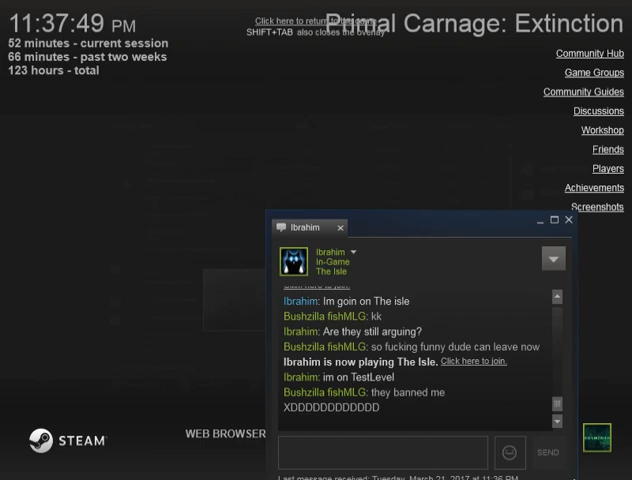 11:37:49 PM
52 minutes - current session
66 minutes - past two weeks
123 hours - total
Click here to return to
SHIFT+TAB also closes the overlay
Primal Carnage: Extinction
Community Hub
Game Groups
Community Guides
Discussions
Workshop
Friends
Players
Achievements
Screenshots
Ibrahim
Ibrahim
In-Game
The Isle
Click here to join.
Ibrahim: Im goin on The isle
Bushzilla fishMLG: kk
Ibrahim: Are they still arguing?
Bushzilla fishMLG: so fucking funny dude can leave now
Ibrahim is now playing The Isle. Click here to join.
Ibrahim: im on TestLevel
Bushzilla fishMLG: they banned me
XDDDDDDDDDDDD
STEAM
WEB BROWSER
SEND
Last message received: Tuesday, March 21, 2017 at 11:36 PM